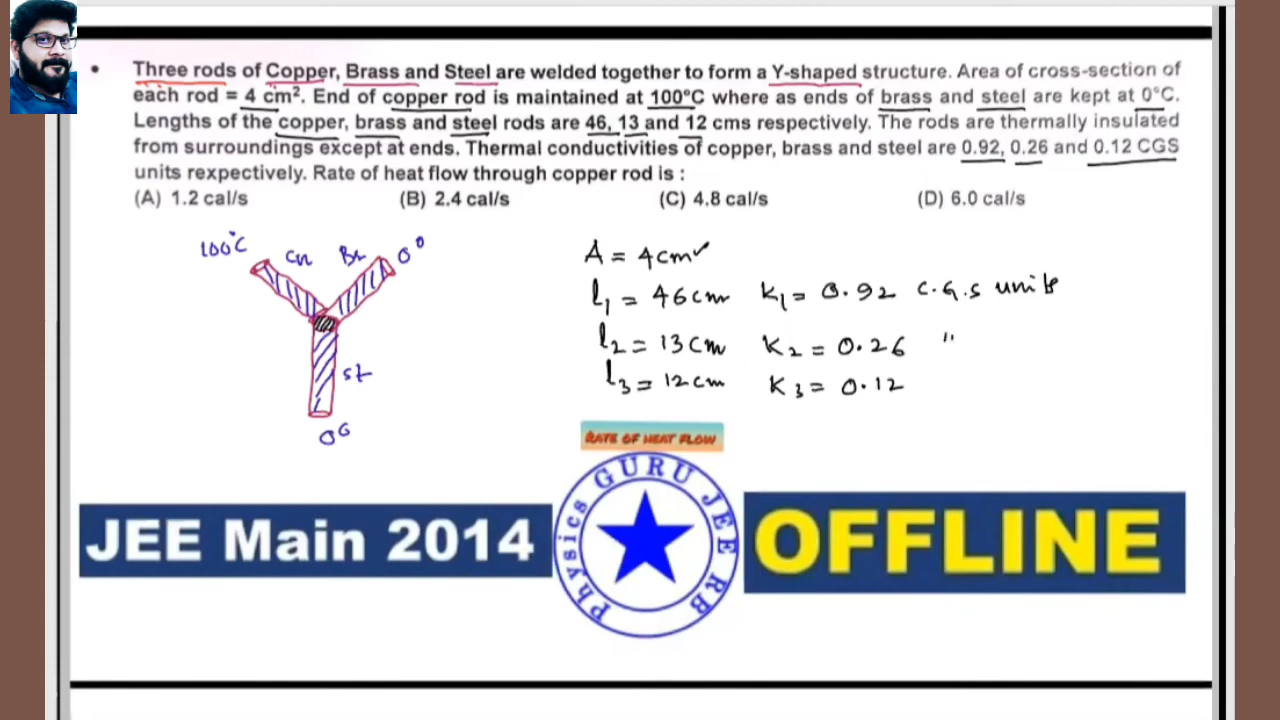 • Three rods of Copper, Brass and Steel are welded together to form a Y-shaped structure. Area of cross-section of
each rod = 4 cm². End of copper rod is maintained at 100°C where as ends of brass and steel are kept at 0°C.
Lengths of the copper, brass and steel rods are 46, 13 and 12 cms respectively. The rods are thermally insulated
from surroundings except at ends. Thermal conductivities of copper, brass and steel are 0.92, 0.26 and 0.12 CGS
units rexpectively. Rate of heat flow through copper rod is :
(A) 1.2 cal/s (B) 2.4 cal/s (C) 4.8 cal/s (D) 6.0 cal/s
100°C Cu Br 0°
A = 4cm²
l₁ = 46cm K₁ = 0.92 C.G.S units
l₂ = 13cm K₂ = 0.26 "
st l₃ = 12cm K₃ = 0.12
RATE OF HEAT FLOW
JEE Main 2014
Physics GURU JEE RB
OFFLINE